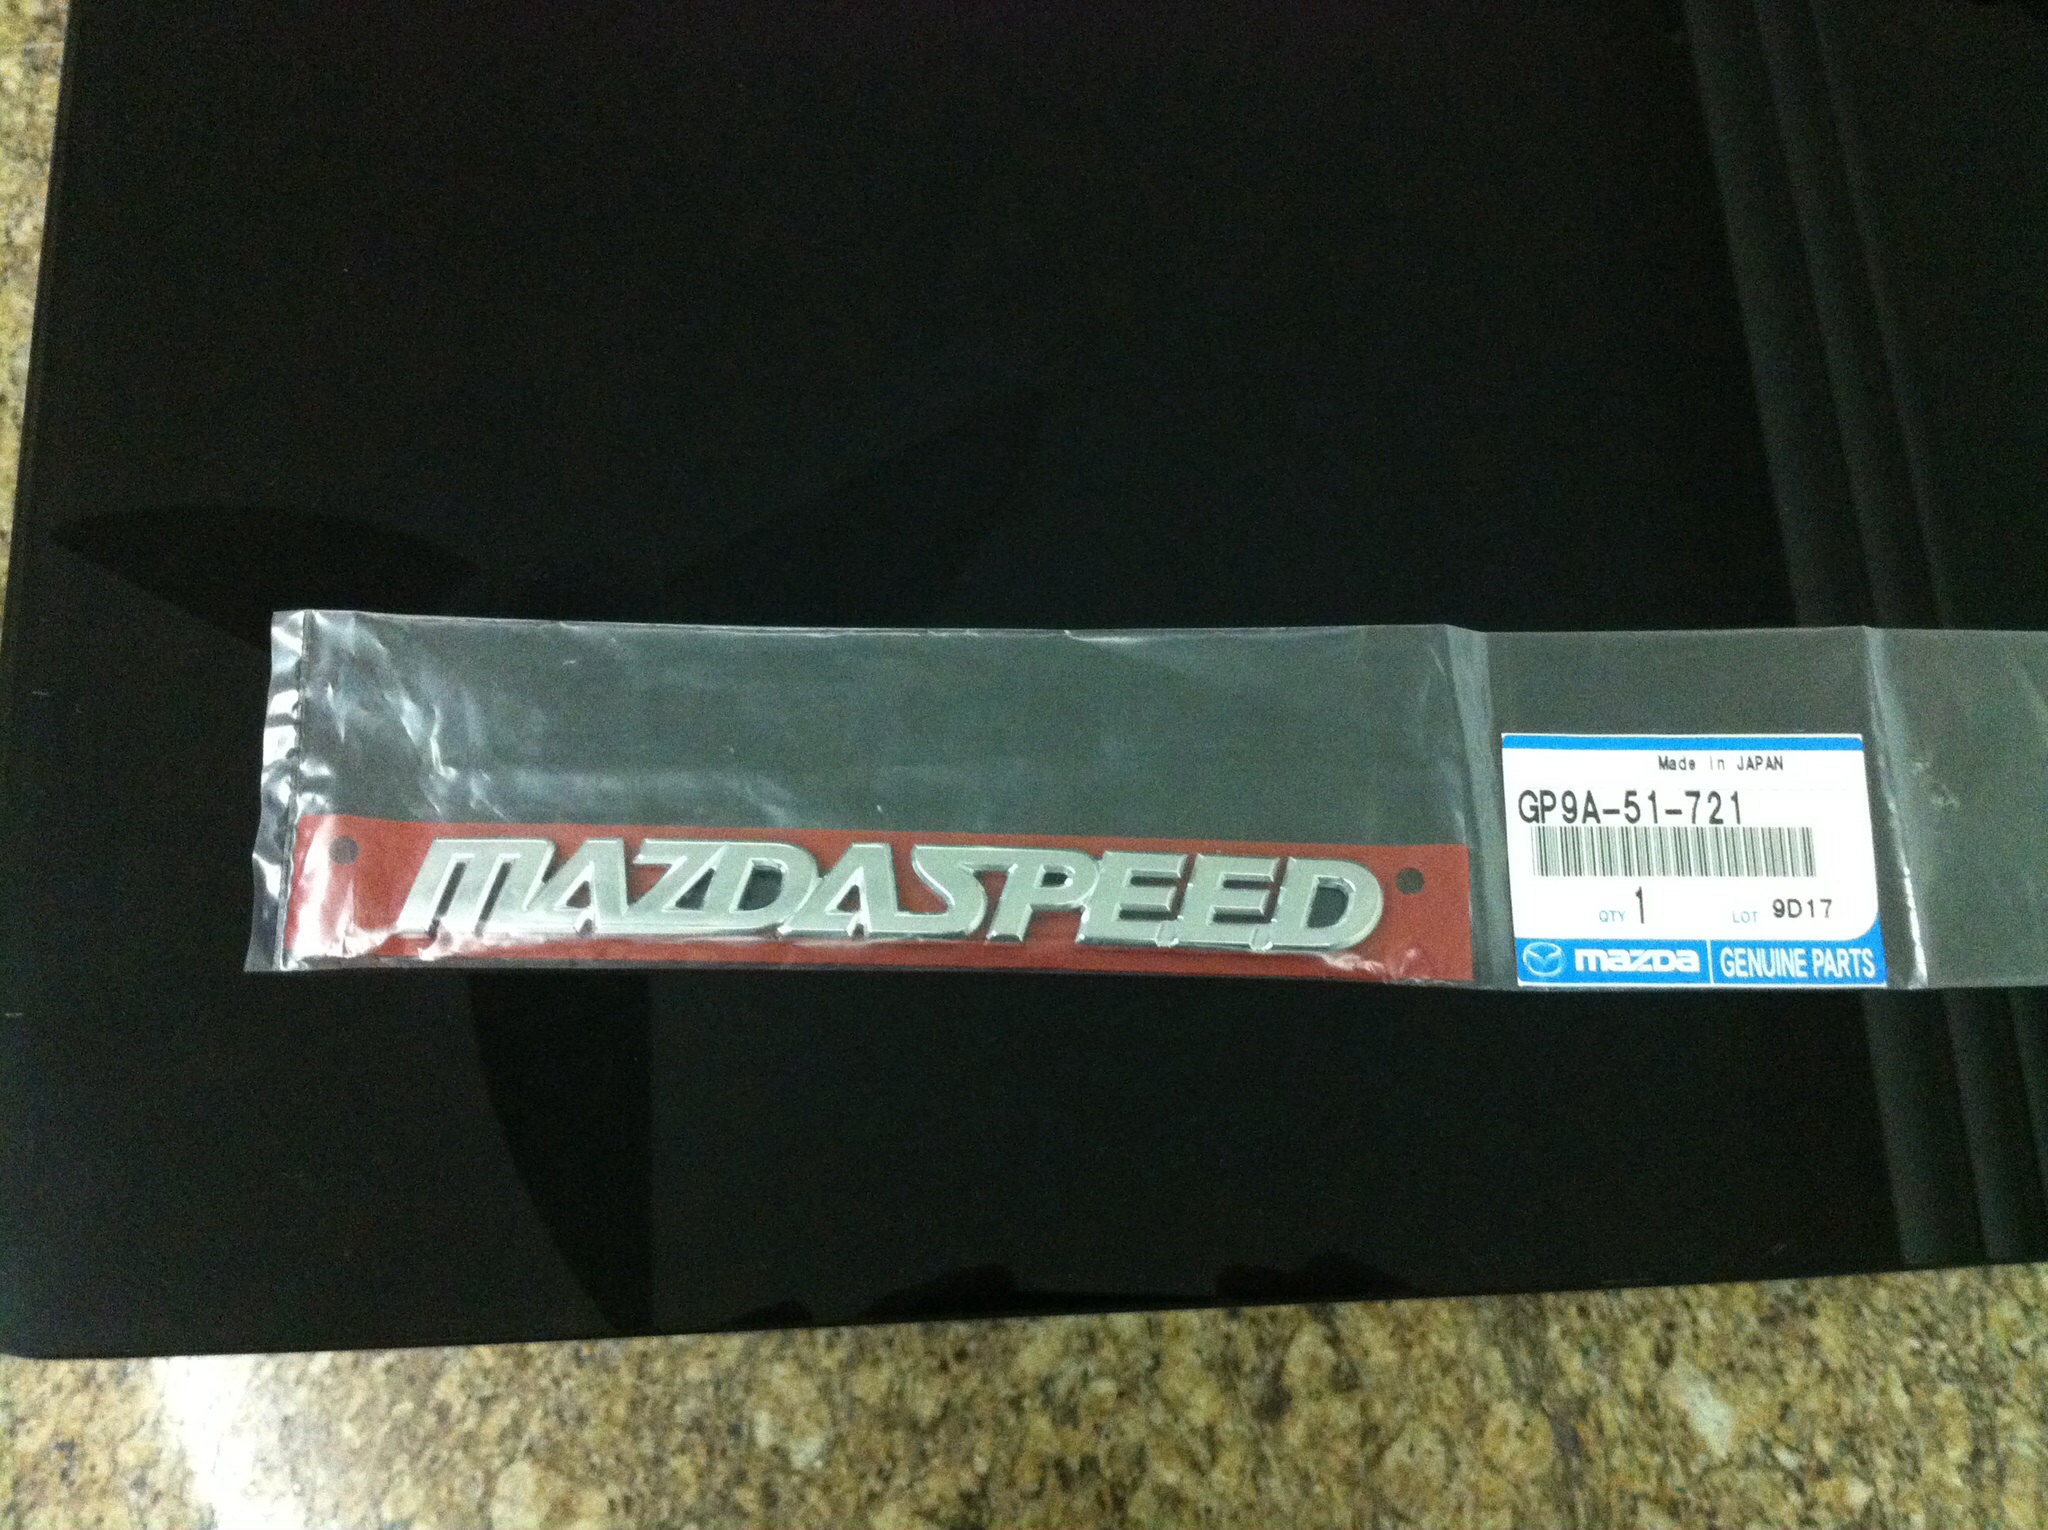 MAZDASPEED
Made in JAPAN
GP9A-51-721
QTY 1 LOT 9D17
mazda GENUINE PARTS